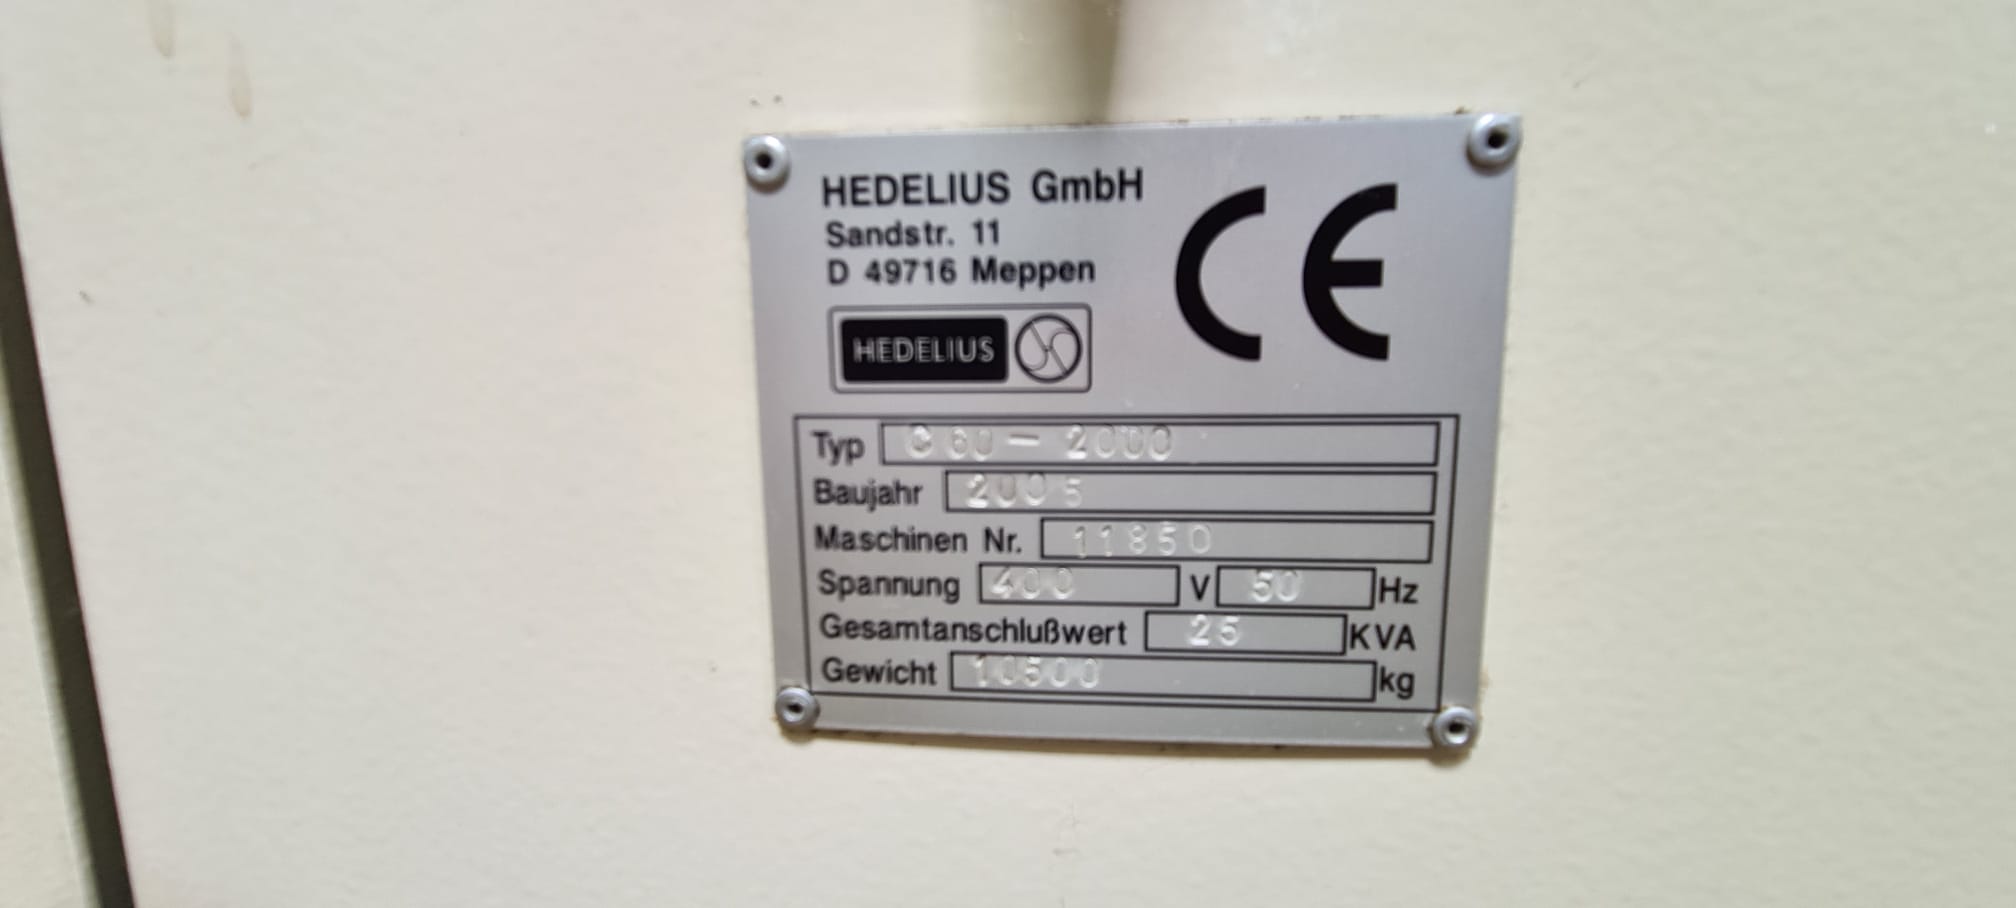 HEDELIUS GmbH
Sandstr. 11
D 49716 Meppen
CE
HEDELIUS
Typ C60-2000
Baujahr 2005
Maschinen Nr. 11850
Spannung 400 V 50 Hz
Gesamtanschlußwert 25 KVA
Gewicht 10500 kg